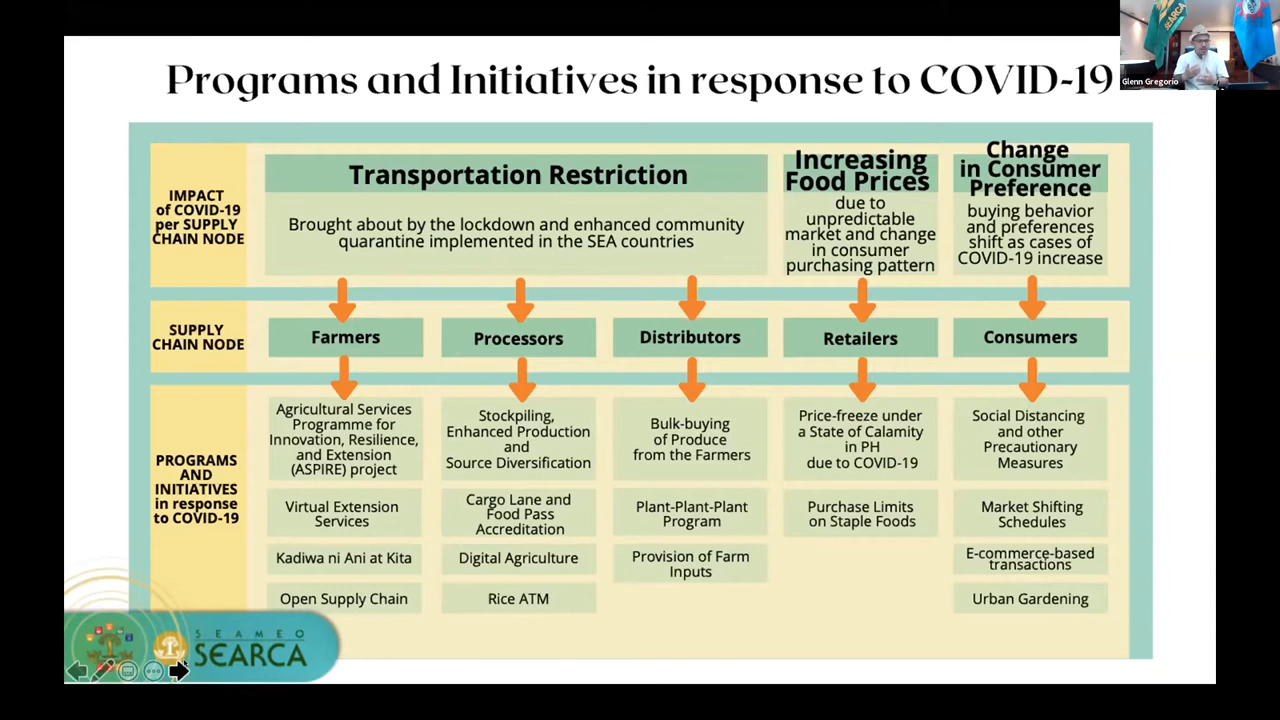 Programs and Initiatives in response to COVID-19
SEARCA
Glenn Gregorio
IMPACT
of COVID-19
per SUPPLY
CHAIN NODE
Transportation Restriction
Brought about by the lockdown and enhanced community
quarantine implemented in the SEA countries
Increasing
Food Prices
due to
unpredictable
market and change
in consumer
purchasing pattern
Change
in Consumer
Preference
buying behavior
and preferences
shift as cases of
COVID-19 increase
SUPPLY
CHAIN NODE
Farmers
Processors
Distributors
Retailers
Consumers
PROGRAMS
AND
INITIATIVES
in response
to COVID-19
Agricultural Services
Programme for
Innovation, Resilience,
and Extension
(ASPIRE) project
Virtual Extension
Services
Kadiwa ni Ani at Kita
Open Supply Chain
Stockpiling,
Enhanced Production
and
Source Diversification
Cargo Lane and
Food Pass
Accreditation
Digital Agriculture
Rice ATM
Bulk-buying
of Produce
from the Farmers
Plant-Plant-Plant
Program
Provision of Farm
Inputs
Price-freeze under
a State of Calamity
in PH
due to COVID-19
Purchase Limits
on Staple Foods
Social Distancing
and other
Precautionary
Measures
Market Shifting
Schedules
E-commerce-based
transactions
Urban Gardening
SEAMEO
SEARCA